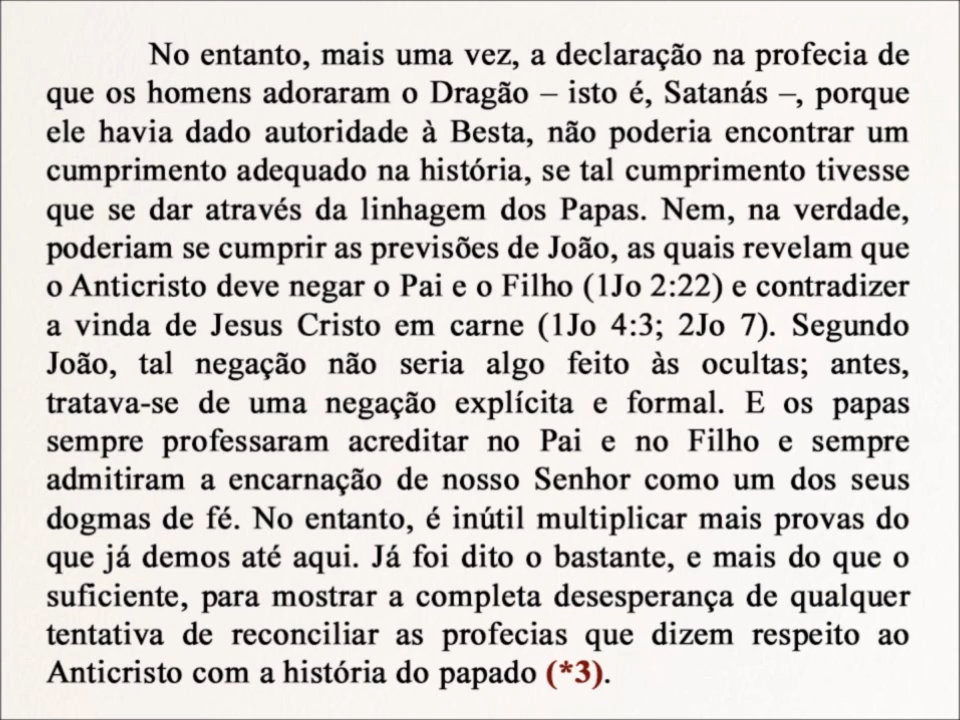 No entanto, mais uma vez, a declaração na profecia de
que os homens adoraram o Dragão – isto é, Satanás –, porque
ele havia dado autoridade à Besta, não poderia encontrar um
cumprimento adequado na história, se tal cumprimento tivesse
que se dar através da linhagem dos Papas. Nem, na verdade,
poderiam se cumprir as previsões de João, as quais revelam que
o Anticristo deve negar o Pai e o Filho (1Jo 2:22) e contradizer
a vinda de Jesus Cristo em carne (1Jo 4:3; 2Jo 7). Segundo
João, tal negação não seria algo feito às ocultas; antes,
tratava-se de uma negação explícita e formal. E os papas
sempre professaram acreditar no Pai e no Filho e sempre
admitiram a encarnação de nosso Senhor como um dos seus
dogmas de fé. No entanto, é inútil multiplicar mais provas do
que já demos até aqui. Já foi dito o bastante, e mais do que o
suficiente, para mostrar a completa desesperança de qualquer
tentativa de reconciliar as profecias que dizem respeito ao
Anticristo com a história do papado (*3).